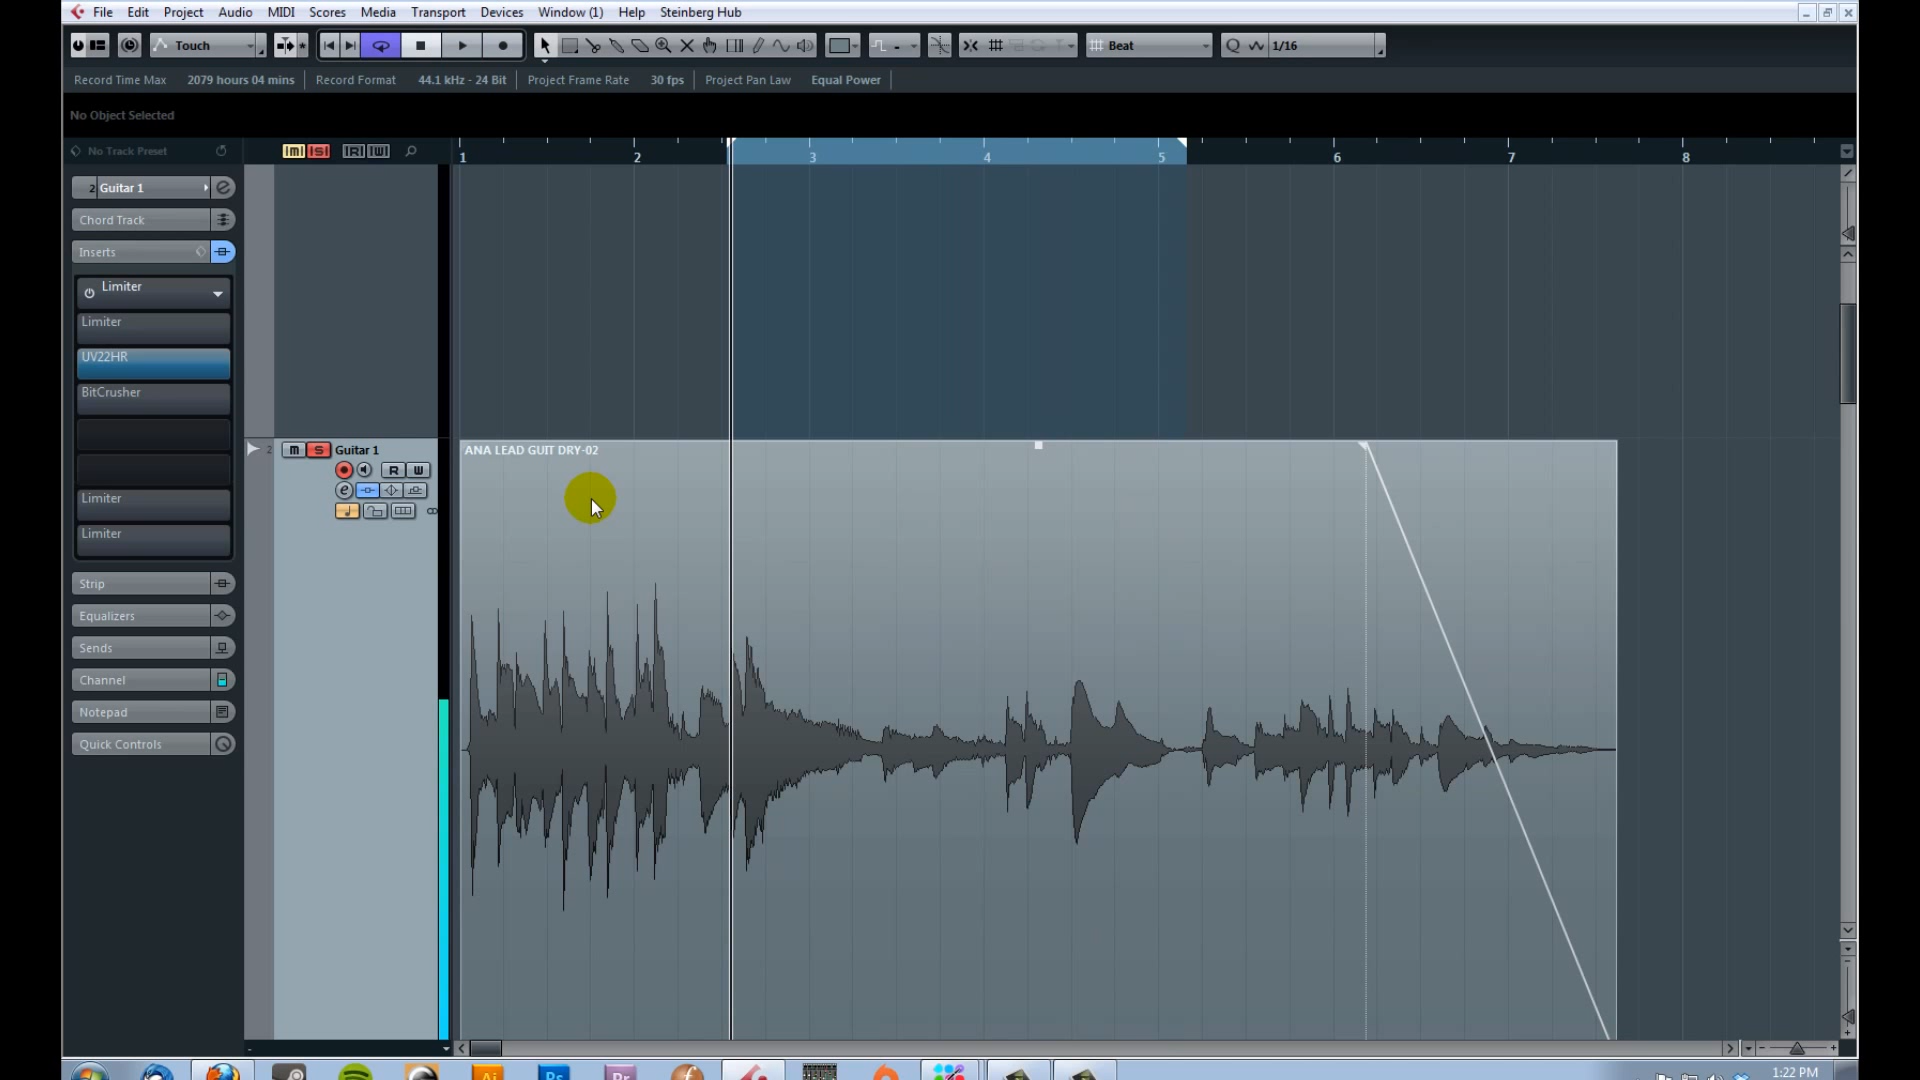 File Edit Project Audio MIDI Scores Media Transport Devices Window (1) Help Steinberg Hub
Touch Beat Q 1/16
Record Time Max 2079 hours 04 mins Record Format 44.1 kHz - 24 Bit Project Frame Rate 30 fps Project Pan Law Equal Power
No Object Selected
No Track Preset
[M] [S] [R] [W]
1 2 3 4 5 6 7 8
2 Guitar 1
Chord Track
Inserts
Limiter
Limiter
UV22HR
BitCrusher
Limiter
Limiter
Strip
Equalizers
Sends
Channel
Notepad
Quick Controls
2 m S Guitar 1
R W
e
ANA LEAD GUIT DRY-02
Ai Ps Pr f
1:22 PM